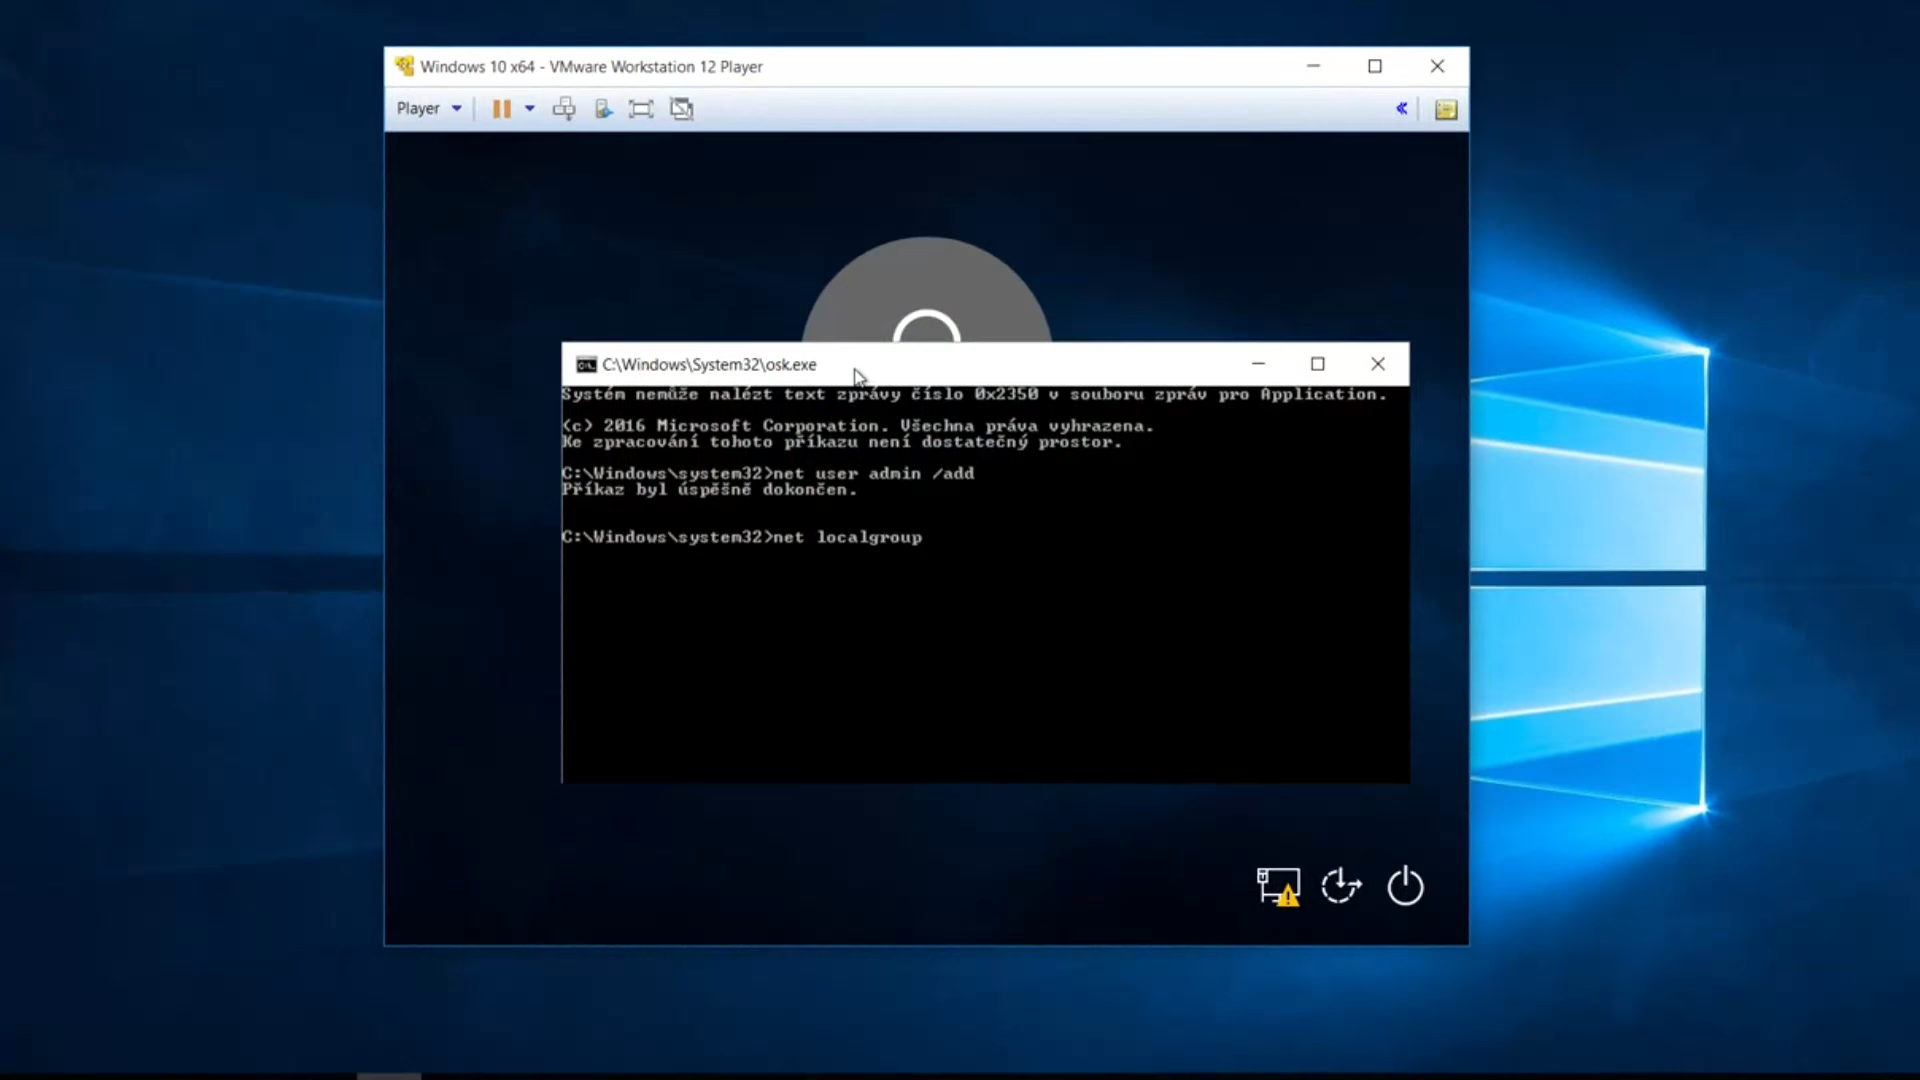 Windows 10 x64 - VMware Workstation 12 Player
Player
C:\Windows\System32\osk.exe
Systém nemůže nalézt text zprávy číslo 0x2350 v souboru zpráv pro Application.
(c) 2016 Microsoft Corporation. Všechna práva vyhrazena.
Ke zpracování tohoto příkazu není dostatečný prostor.
C:\Windows\system32>net user admin /add
Příkaz byl úspěšně dokončen.
C:\Windows\system32>net localgroup